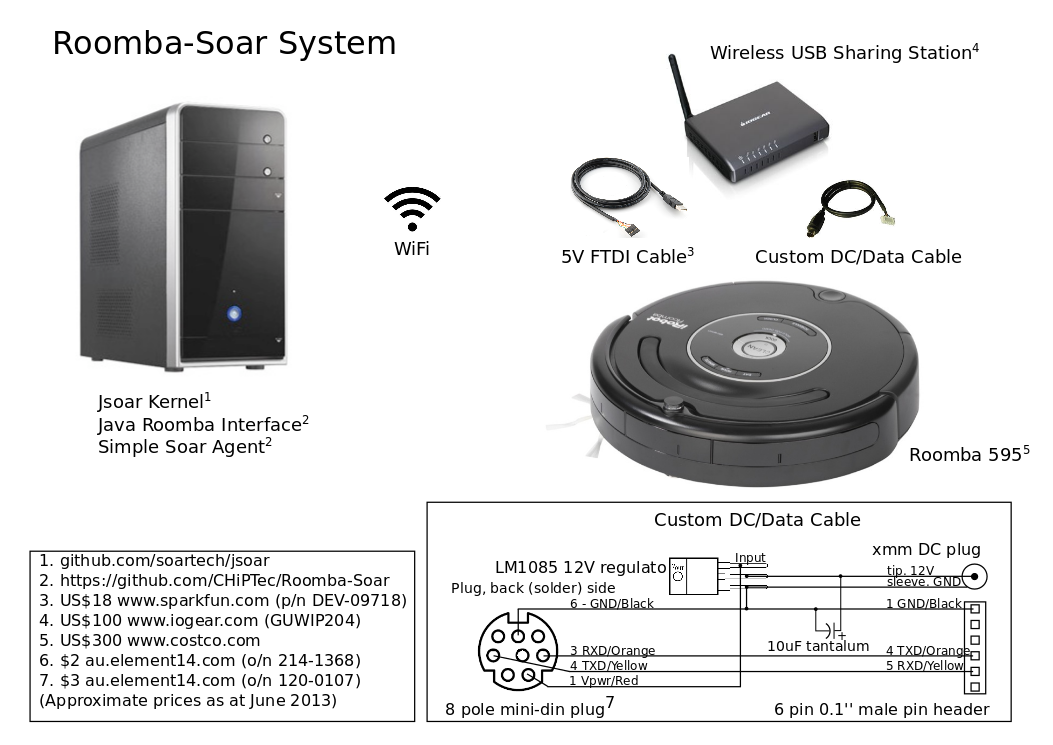 Roomba-Soar System
Wireless USB Sharing Station4
IOGEAR
WiFi
5V FTDI Cable3
Custom DC/Data Cable
iRobot
Roomba
CLEAN
Jsoar Kernel1
Java Roomba Interface2
Simple Soar Agent2
Roomba 5955
1. github.com/soartech/jsoar
2. https://github.com/CHiPTec/Roomba-Soar
3. US$18 www.sparkfun.com (p/n DEV-09718)
4. US$100 www.iogear.com (GUWIP204)
5. US$300 www.costco.com
6. $2 au.element14.com (o/n 214-1368)
7. $3 au.element14.com (o/n 120-0107)
(Approximate prices as at June 2013)
Custom DC/Data Cable
LM1085 12V regulato
Input
xmm DC plug
tip. 12V
sleeve. GND
Plug, back (solder) side
6 - GND/Black
1 GND/Black
10uF tantalum
+
3 RXD/Orange
4 TXD/Orange
4 TXD/Yellow
5 RXD/Yellow
1 Vpwr/Red
8 pole mini-din plug7
6 pin 0.1'' male pin header